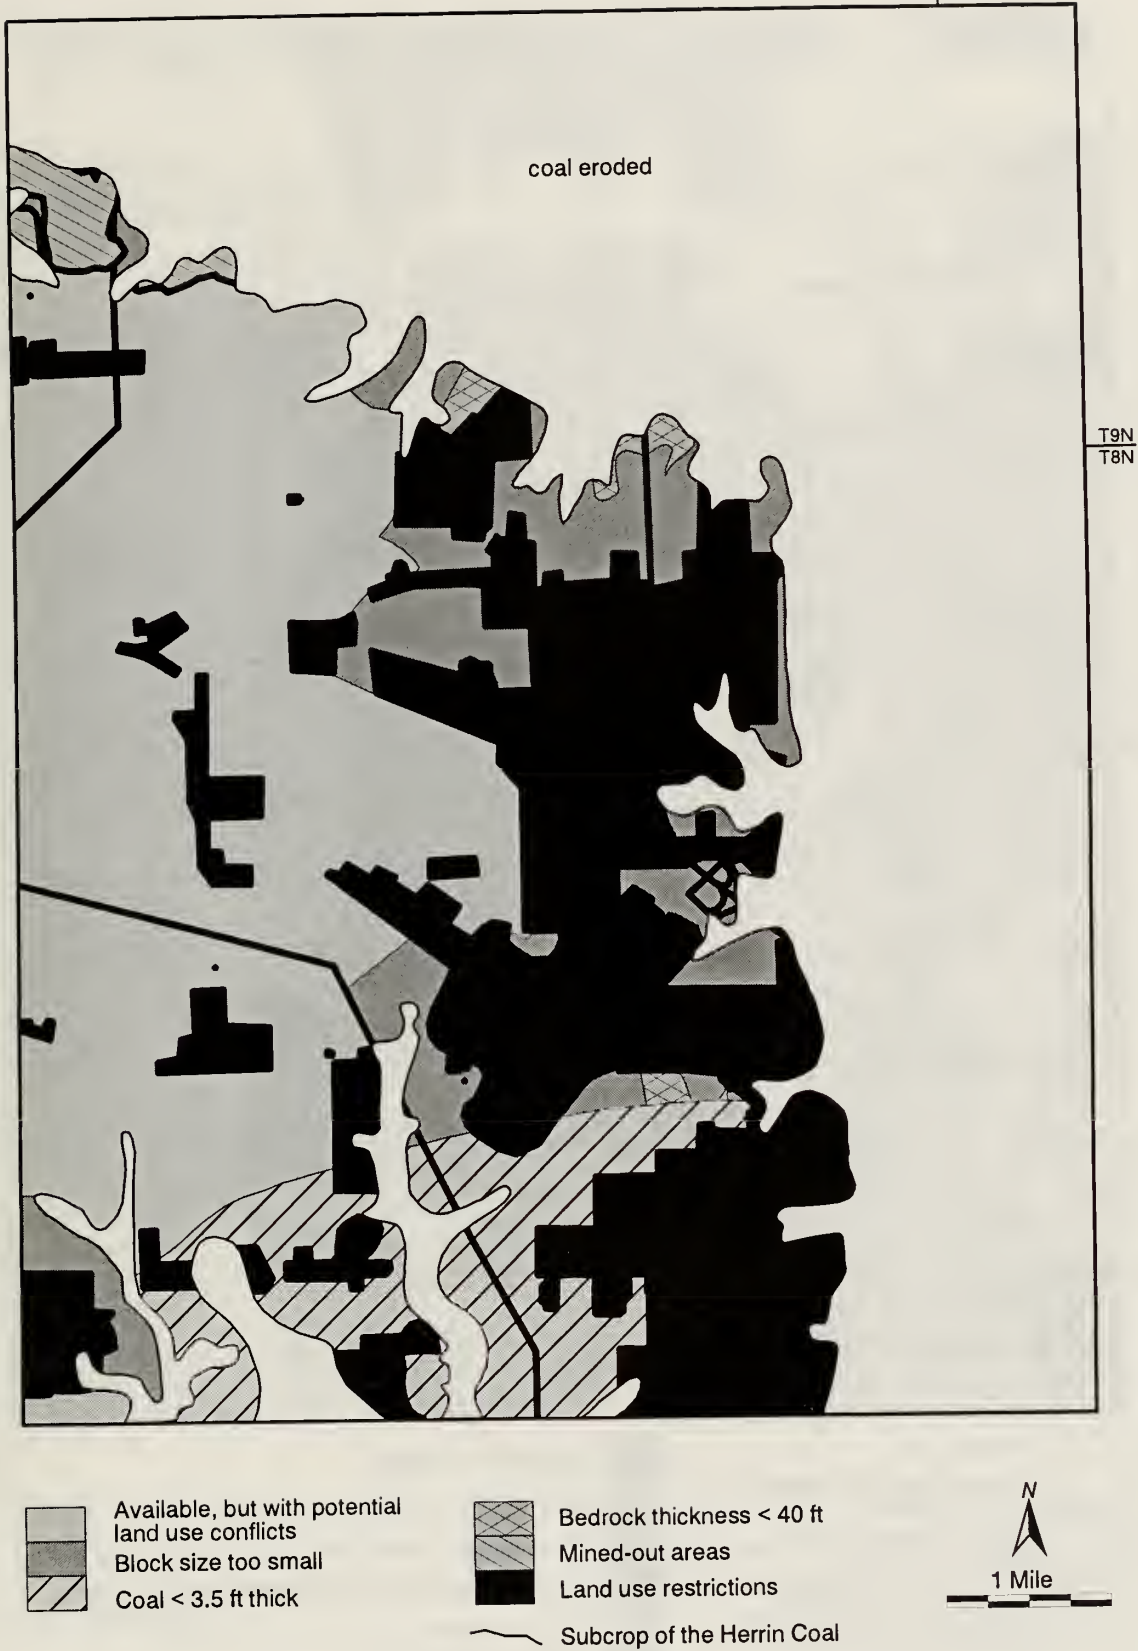 coal eroded
T9N
T8N
Available, but with potential
land use conflicts
Block size too small
Coal < 3.5 ft thick
Bedrock thickness < 40 ft
Mined-out areas
Land use restrictions
Subcrop of the Herrin Coal
N
1 Mile